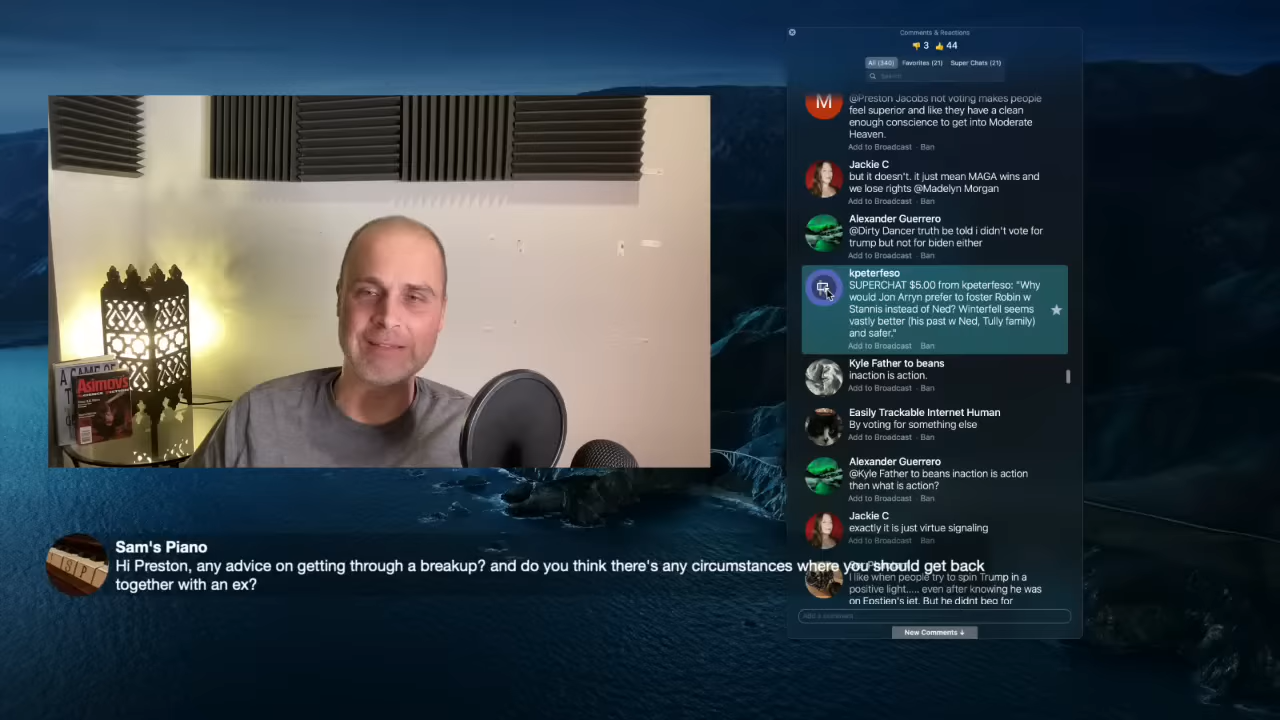 Comments & Reactions
👎 3 👍 44
All (340) Favorites (21) Super Chats (21)
Search
M
@Preston Jacobs not voting makes people
feel superior and like they have a clean
enough conscience to get into Moderate
Heaven.
Add to Broadcast · Ban
Jackie C
but it doesn't. it just mean MAGA wins and
we lose rights @Madelyn Morgan
Add to Broadcast · Ban
Alexander Guerrero
@Dirty Dancer truth be told i didn't vote for
trump but not for biden either
Add to Broadcast · Ban
kpeterfeso
SUPERCHAT $5.00 from kpeterfeso: "Why
would Jon Arryn prefer to foster Robin w
Stannis instead of Ned? Winterfell seems
vastly better (his past w Ned, Tully family)
and safer."
Add to Broadcast · Ban
Kyle Father to beans
inaction is action.
Add to Broadcast · Ban
Easily Trackable Internet Human
By voting for something else
Add to Broadcast · Ban
Alexander Guerrero
@Kyle Father to beans inaction is action
then what is action?
Add to Broadcast · Ban
Jackie C
exactly it is just virtue signaling
Add to Broadcast · Ban
I like when people try to spin Trump in a
positive light..... even after knowing he was
on Epstien's jet. But he didnt beg for
Add a comment
New Comments ↓
A GAME OF
Asimov's
Sam's Piano
Hi Preston, any advice on getting through a breakup? and do you think there's any circumstances where you should get back
together with an ex?